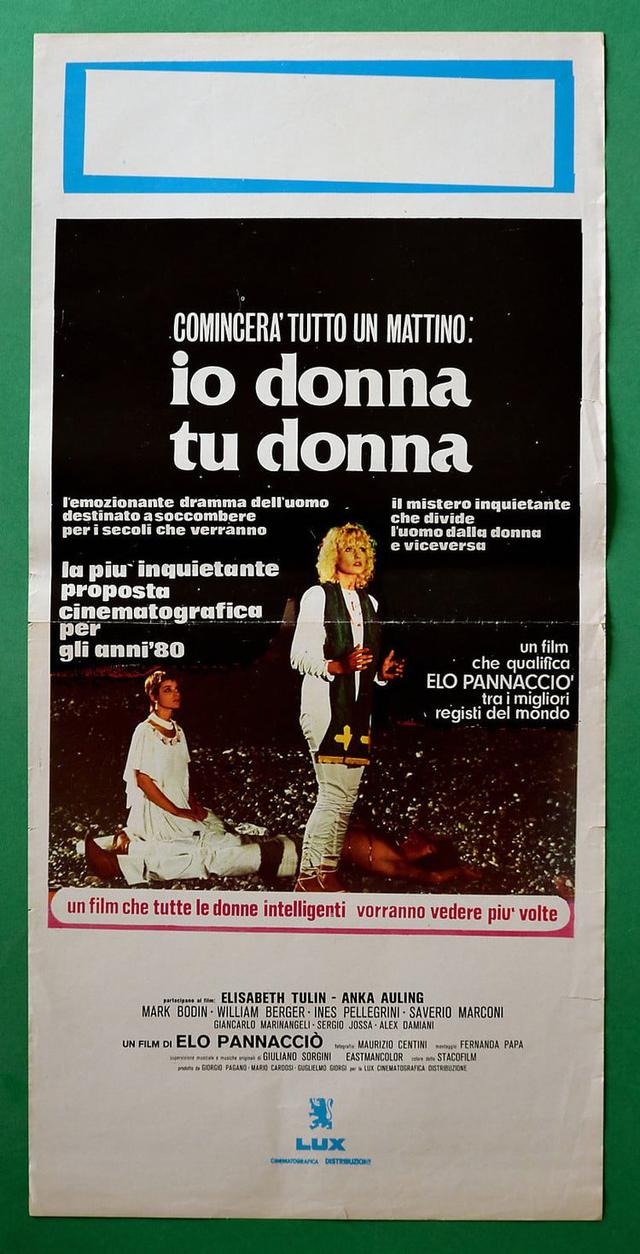 COMINCERA' TUTTO UN MATTINO:
io donna
tu donna
l'emozionante dramma dell'uomo
destinato a soccombere
per i secoli che verranno
il mistero inquietante
che divide
l'uomo dalla donna
e viceversa
la piu' inquietante
proposta
cinematografica
per
gli anni '80
un film
che qualifica
ELO PANNACCIO'
tra i migliori
registi del mondo
un film che tutte le donne intelligenti vorranno vedere piu' volte
partecipano al film: ELISABETH TULIN - ANKA AULING
MARK BODIN · WILLIAM BERGER · INES PELLEGRINI · SAVERIO MARCONI
GIANCARLO MARINANGELI · SERGIO JOSSA · ALEX DAMIANI
UN FILM DI ELO PANNACCIÒ fotografia MAURIZIO CENTINI montaggio FERNANDA PAPA
supervisione musicale e musiche originali di GIULIANO SORGINI EASTMANCOLOR colore della STACOFILM
prodotto da GIORGIO PAGANO · MARIO CARDOSI · GUGLIELMO GIORGI per la LUX CINEMATOGRAFICA DISTRIBUZIONE
LUX
CINEMATOGRAFICA DISTRIBUZIONE